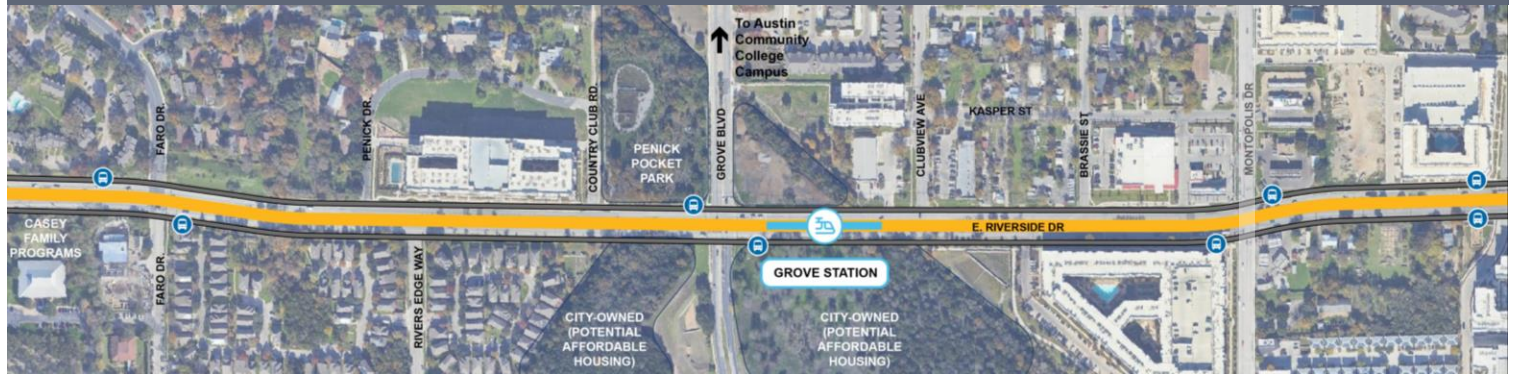 To Austin
Community
College
Campus
FARO DR.
PENICK DR.
COUNTRY CLUB RD.
PENICK
POCKET
PARK
GROVE BLVD
CLUBVIEW AVE.
KASPER ST
BRASSIE ST
MONTOPOLIS DR
CASEY
FAMILY
PROGRAMS
E. RIVERSIDE DR
GROVE STATION
FARO DR.
RIVERS EDGE WAY
CITY-OWNED
(POTENTIAL
AFFORDABLE
HOUSING)
CITY-OWNED
(POTENTIAL
AFFORDABLE
HOUSING)